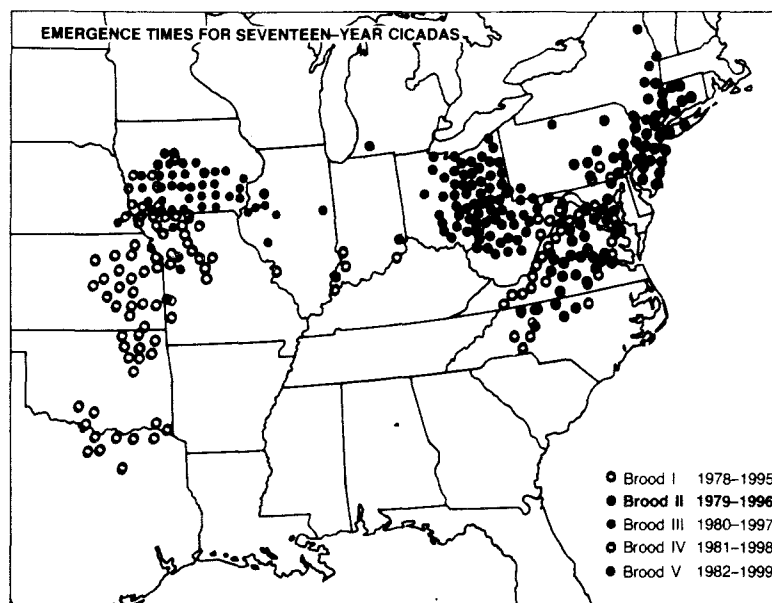 EMERGENCE TIMES FOR SEVENTEEN-YEAR CICADAS
Brood I 1978-1995
Brood II 1979-1996
Brood III 1980-1997
Brood IV 1981-1998
Brood V 1982-1999